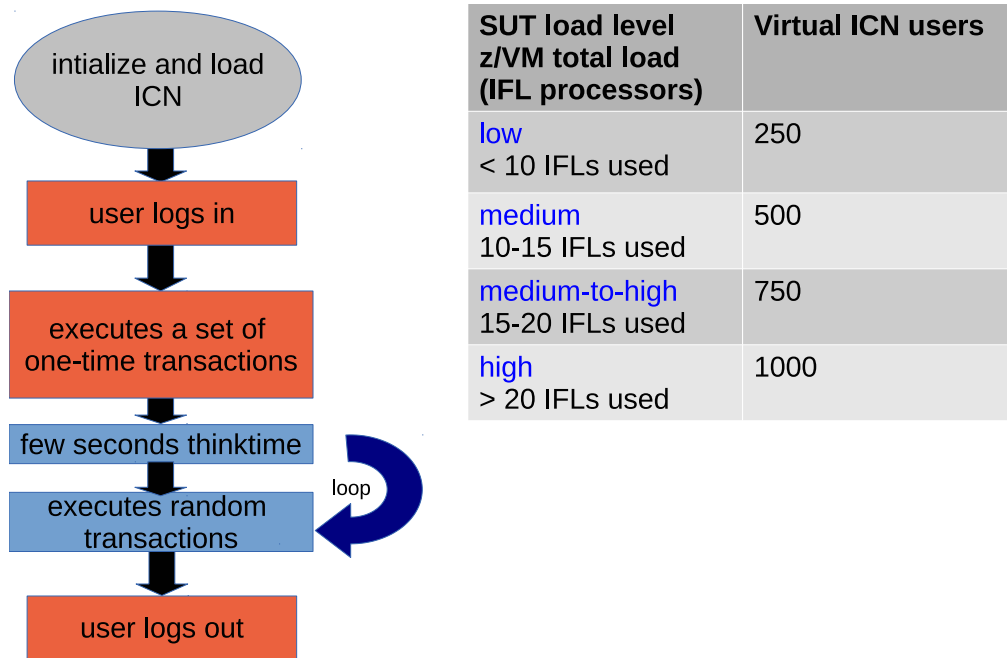 intialize and load
ICN
user logs in
executes a set of
one-time transactions
few seconds thinktime
loop
executes random
transactions
user logs out
SUT load level
z/VM total load
(IFL processors)
Virtual ICN users
low
< 10 IFLs used
250
medium
10-15 IFLs used
500
medium-to-high
15-20 IFLs used
750
high
> 20 IFLs used
1000